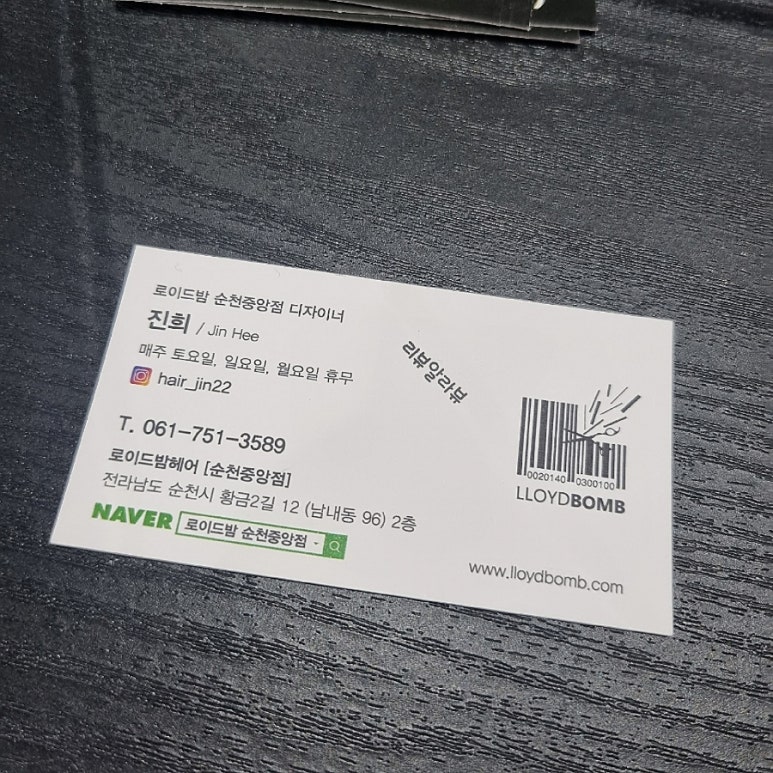 로이드밤 순천중앙점 디자이너
진희 / Jin Hee
매주 토요일, 일요일, 월요일 휴무
hair_jin22
리뷰알라뷰
T. 061-751-3589
로이드밤헤어 [순천중앙점]
전라남도 순천시 황금2길 12 (남내동 96) 2층
NAVER 로이드밤 순천중앙점
0020140 0300100
LLOYDBOMB
www.lloydbomb.com